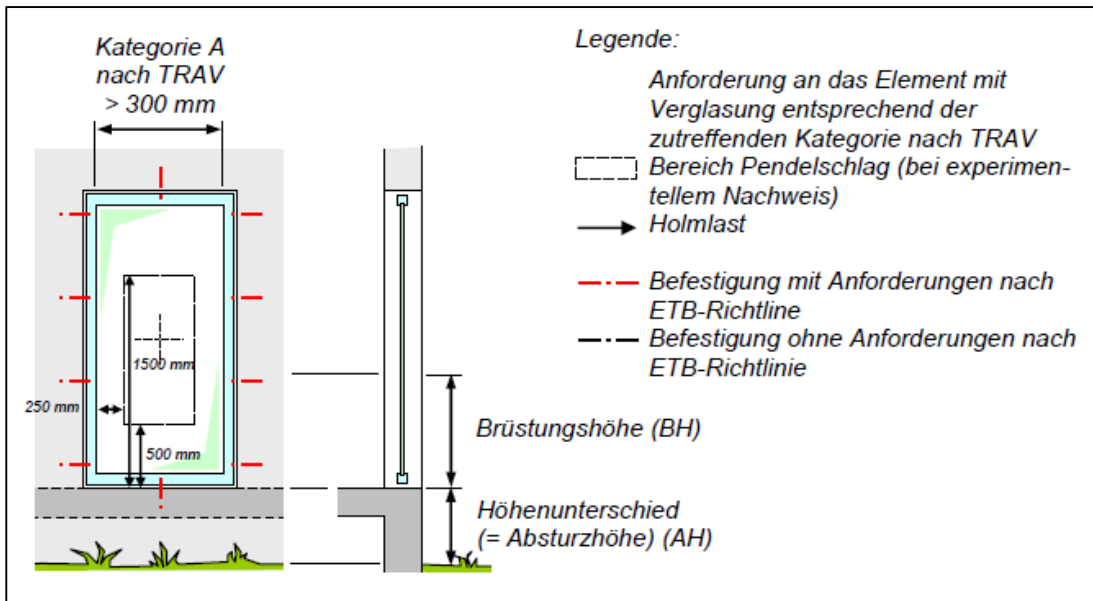 Kategorie A
nach TRAV
> 300 mm
250 mm
1500 mm
500 mm
Brüstungshöhe (BH)
Höhenunterschied
(= Absturzhöhe) (AH)
Legende:
Anforderung an das Element mit
Verglasung entsprechend der
zutreffenden Kategorie nach TRAV
Bereich Pendelschlag (bei experimen-
tellem Nachweis)
Holmlast
Befestigung mit Anforderungen nach
ETB-Richtline
Befestigung ohne Anforderungen nach
ETB-Richtlinie